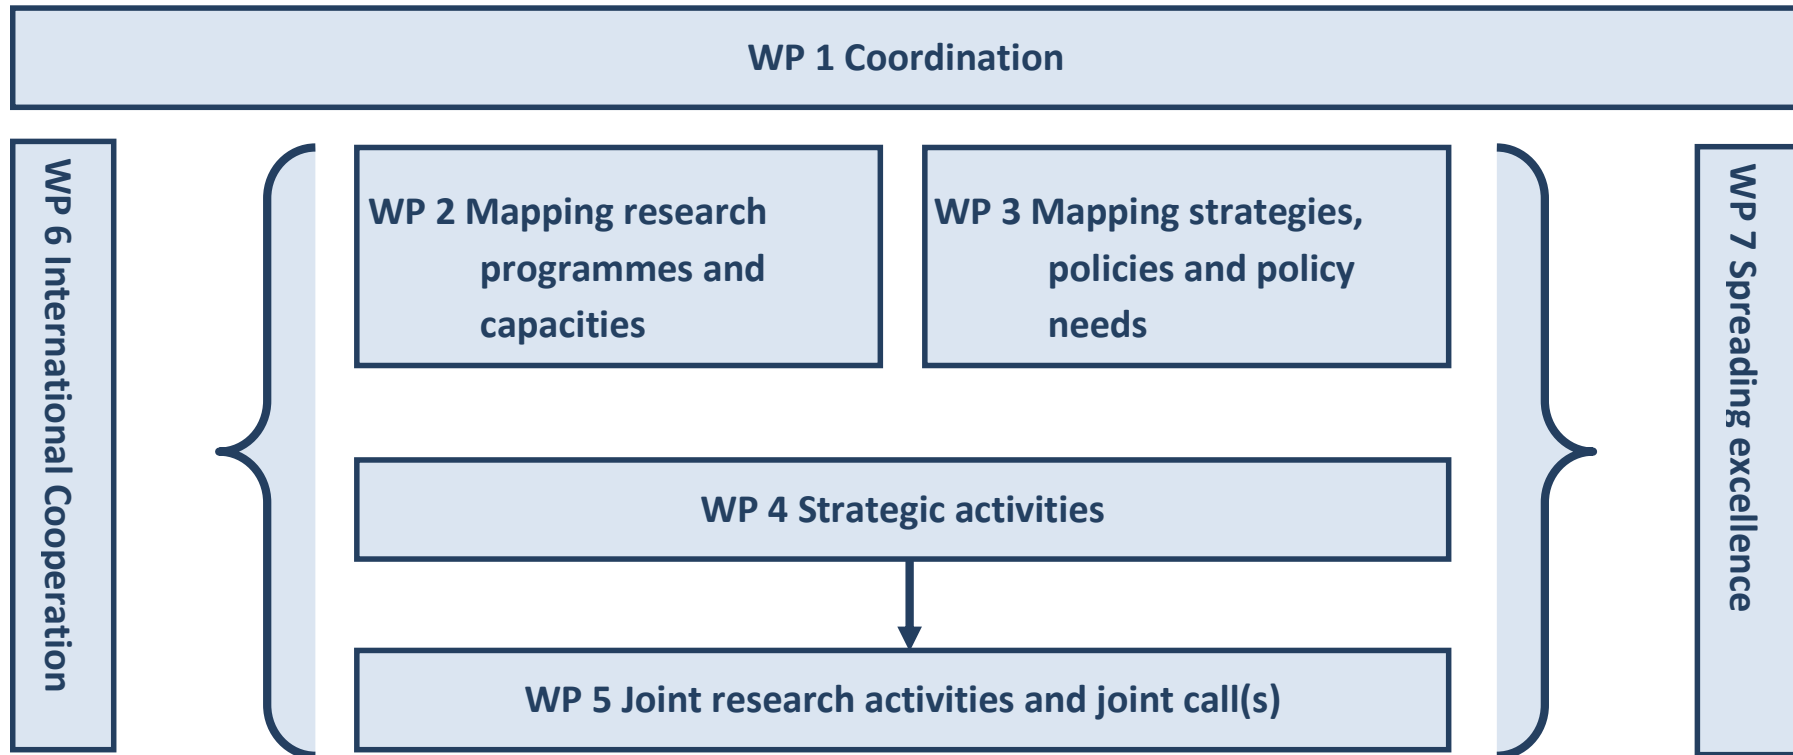 WP 1 Coordination
WP 6 International Cooperation
WP 2 Mapping research
programmes and
capacities
WP 3 Mapping strategies,
policies and policy
needs
WP 7 Spreading excellence
WP 4 Strategic activities
WP 5 Joint research activities and joint call(s)